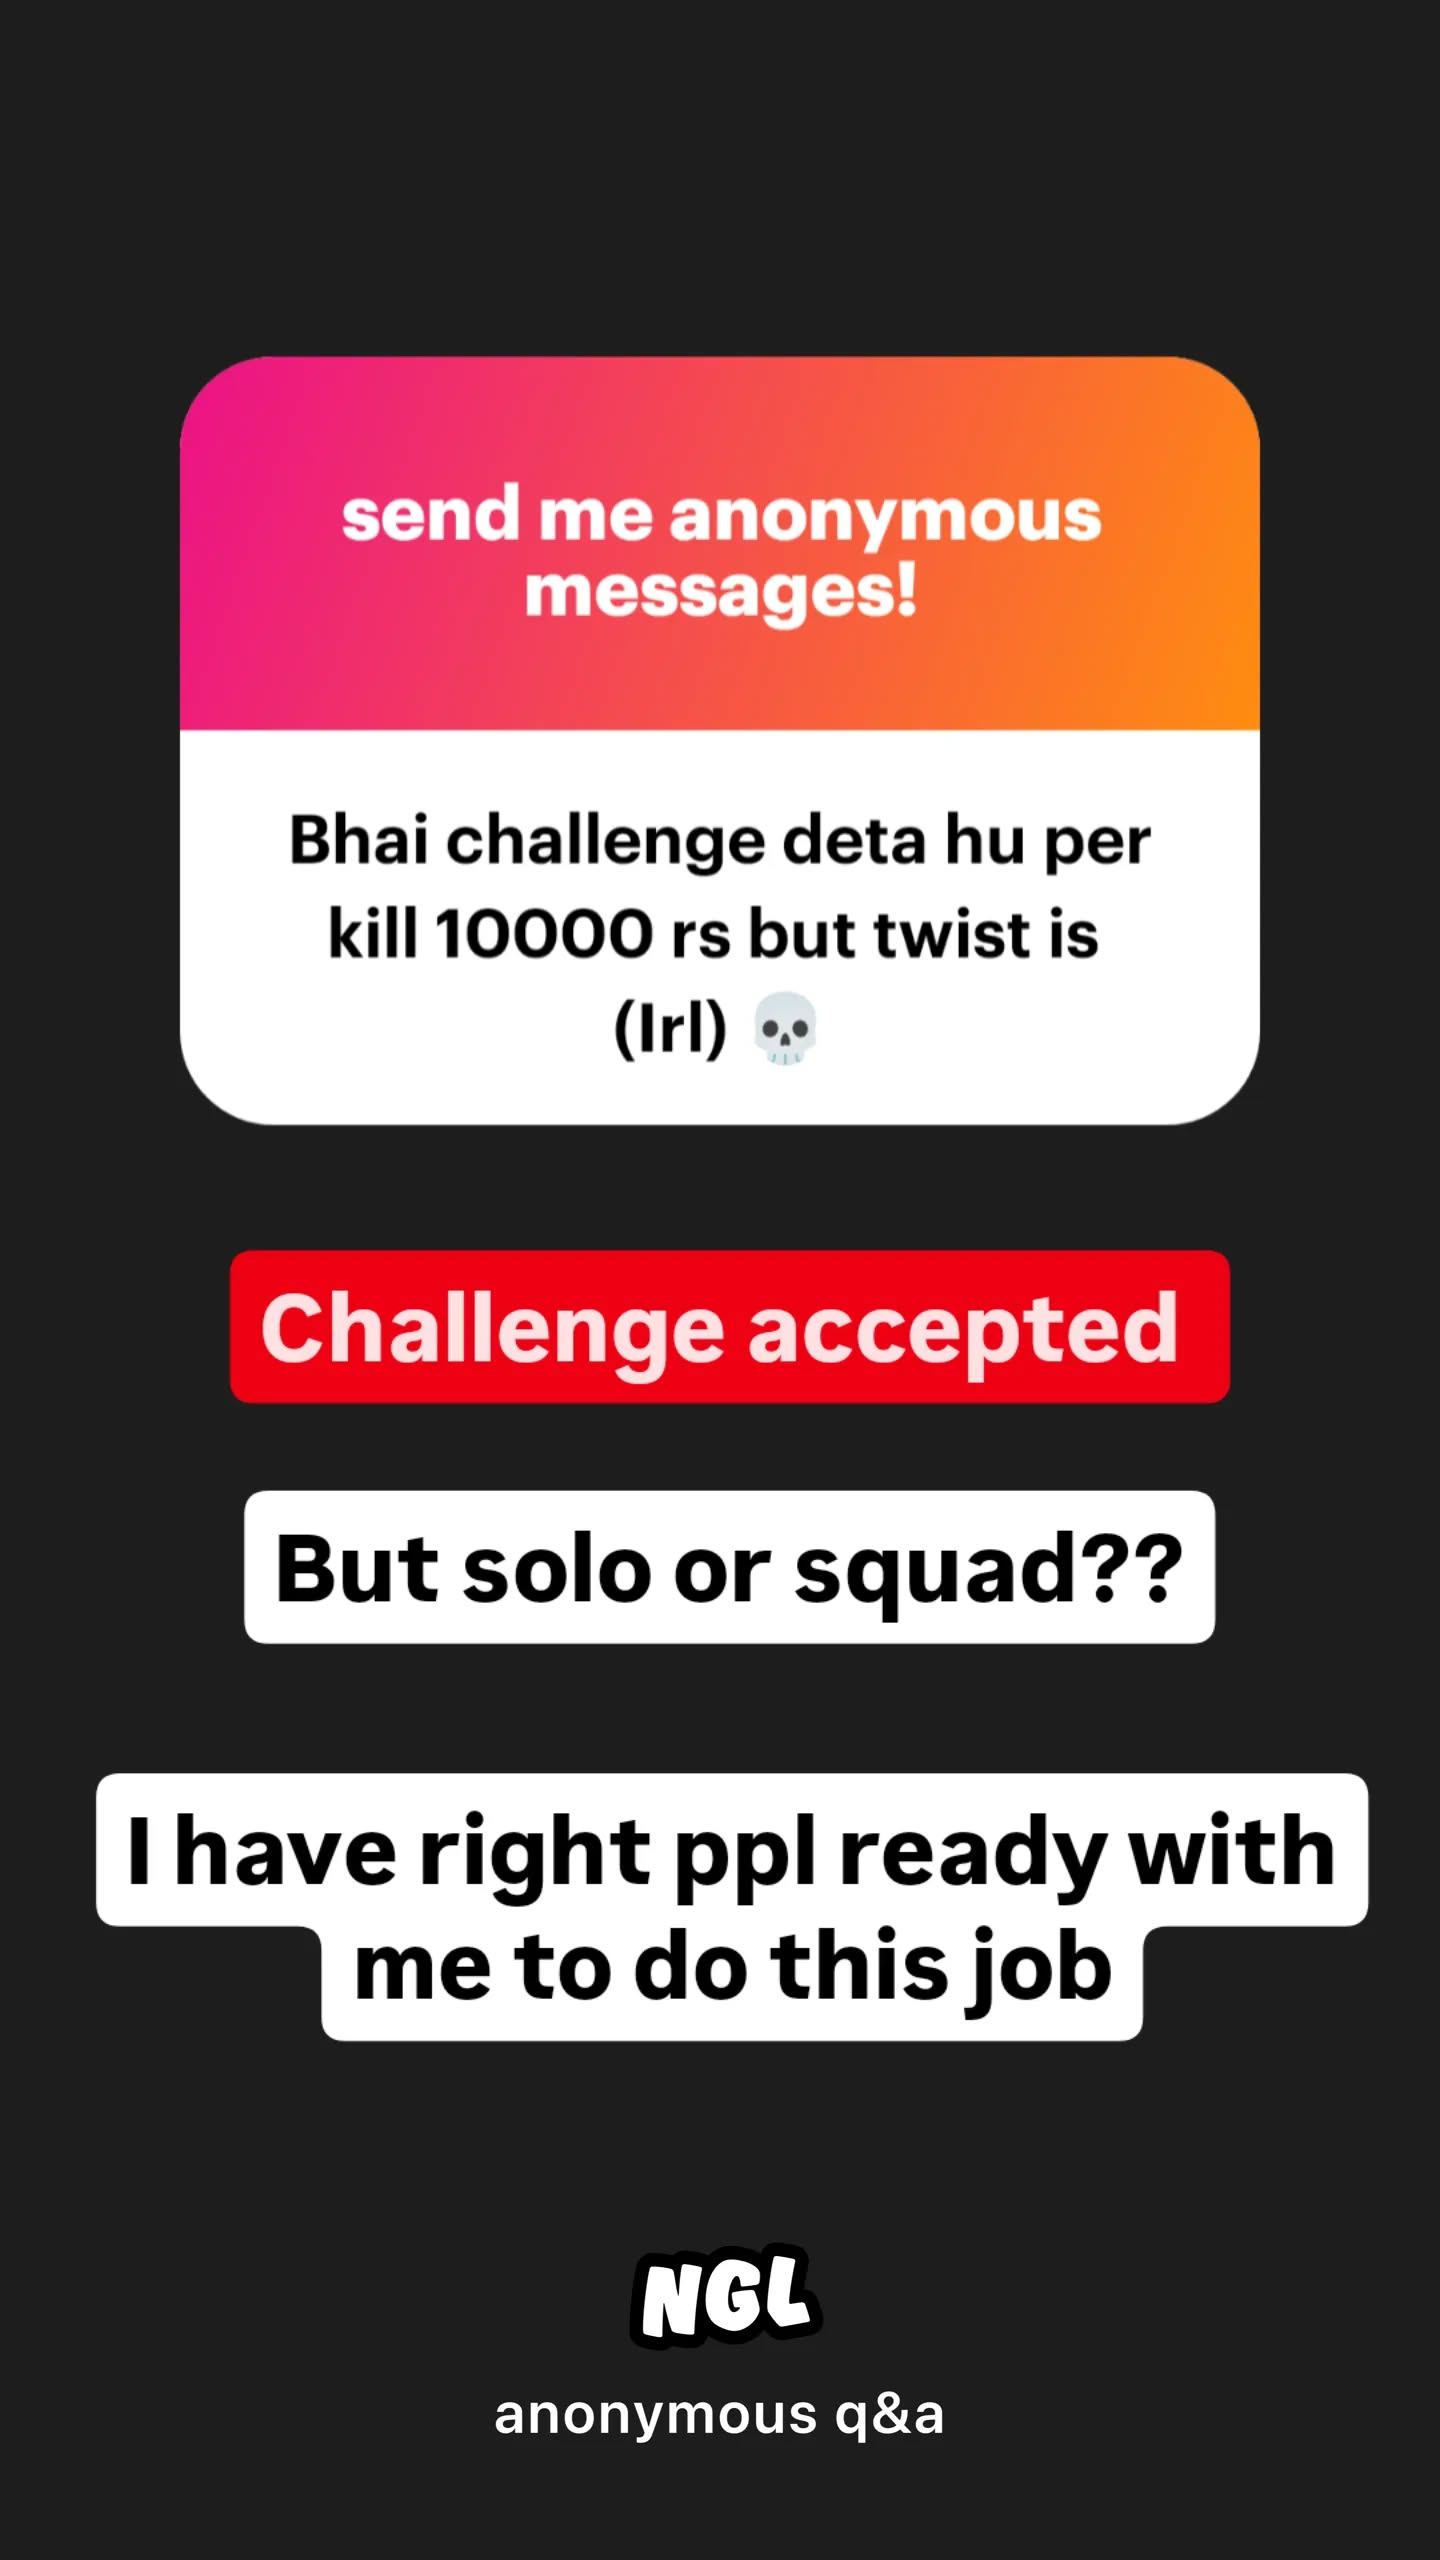 send me anonymous
messages!
Bhai challenge deta hu per
kill 10000 rs but twist is
(Irl) 💀
Challenge accepted
But solo or squad??
I have right ppl ready with
me to do this job
NGL
anonymous q&a